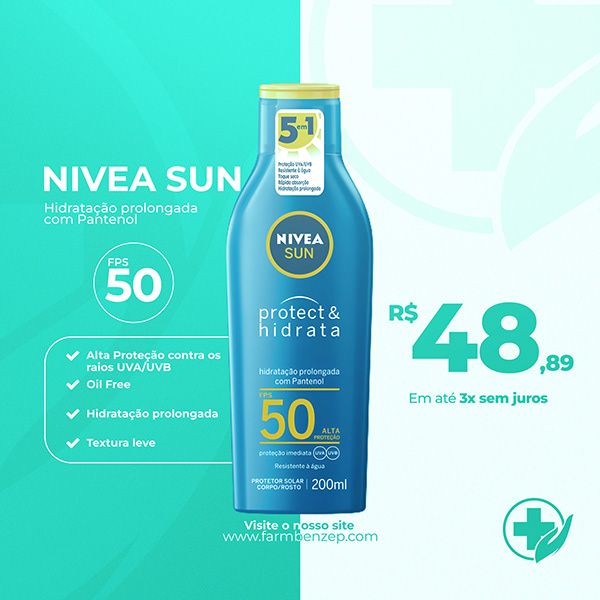 NIVEA SUN
Hidratação prolongada
com Pantenol
FPS
50
Alta Proteção contra os
raios UVA/UVB
Oil Free
Hidratação prolongada
Textura leve
5 em 1
Proteção UVA/UVB
Resistente à água
Toque seco
Rápida absorção
Hidratação prolongada
NIVEA
SUN
protect &
hidrata
hidratação prolongada
com Pantenol
FPS
50 ALTA
PROTEÇÃO
proteção imediata UVA UVB
Resistente à água
PROTETOR SOLAR
CORPO/ROSTO 200ml
R$ 48,89
Em até 3x sem juros
Visite o nosso site
www.farmbenzep.com